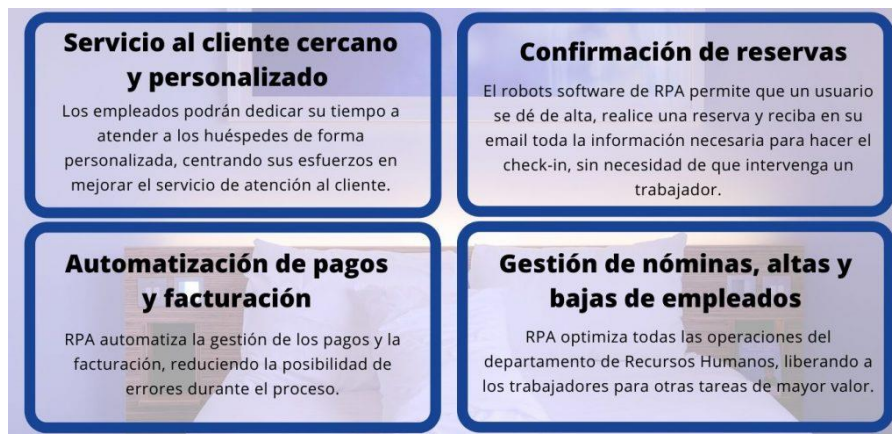 Servicio al cliente cercano
y personalizado
Los empleados podrán dedicar su tiempo a
atender a los huéspedes de forma
personalizada, centrando sus esfuerzos en
mejorar el servicio de atención al cliente.
Confirmación de reservas
El robots software de RPA permite que un usuario
se dé de alta, realice una reserva y reciba en su
email toda la información necesaria para hacer el
check-in, sin necesidad de que intervenga un
trabajador.
Automatización de pagos
y facturación
RPA automatiza la gestión de los pagos y la
facturación, reduciendo la posibilidad de
errores durante el proceso.
Gestión de nóminas, altas y
bajas de empleados
RPA optimiza todas las operaciones del
departamento de Recursos Humanos, liberando a
los trabajadores para otras tareas de mayor valor.